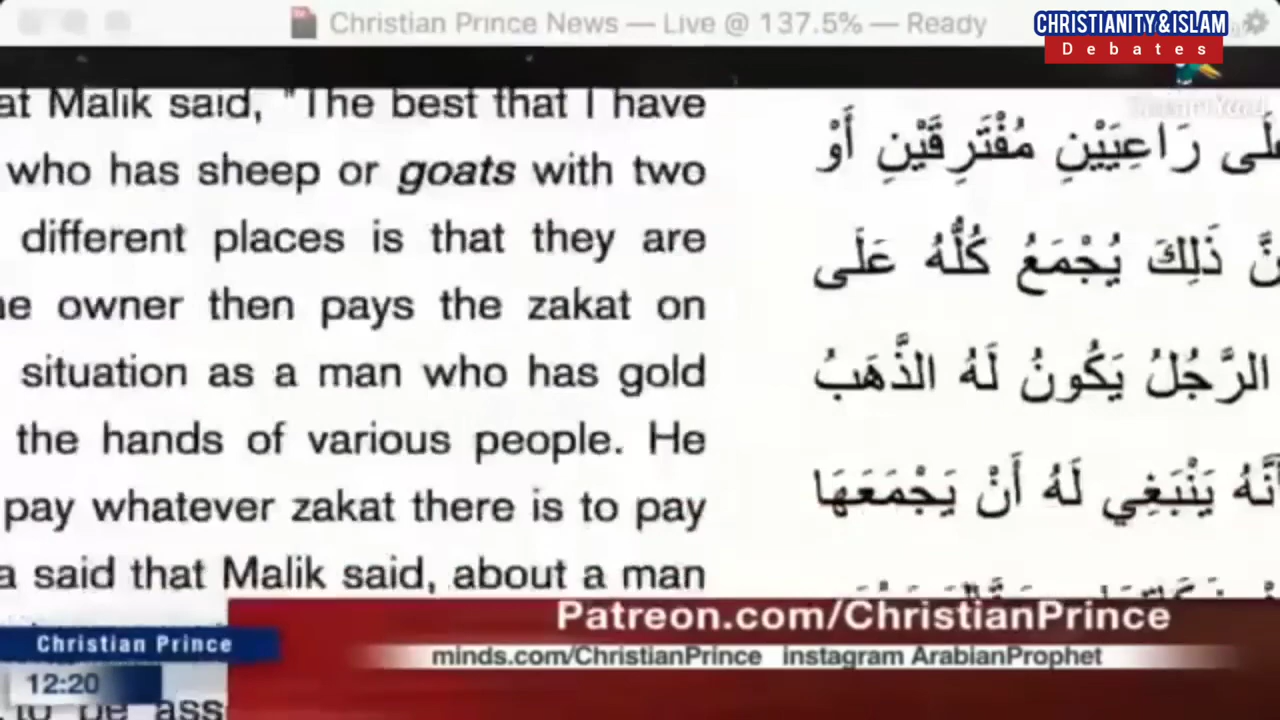 Christian Prince News — Live @ 137.5% — Ready
CHRISTIANITY & ISLAM
Debates
at Malik said, "The best that I have
who has sheep or goats with two
different places is that they are
owner then pays the zakat on
situation as a man who has gold
the hands of various people. He
pay whatever zakat there is to pay
a said that Malik said, about a man
to be ass
رَاعِيَيْنِ مُفْتَرِقَيْنِ أَوْ
ذَلِكَ يُجْمَعُ كُلُّهُ عَلَى
الرَّجُلُ يَكُونُ لَهُ الذَّهَبُ
يَنْبَغِي لَهُ أَنْ يَجْمَعَهَا
Patreon.com/ChristianPrince
Christian Prince
minds.com/ChristianPrince instagram ArabianProphet
12:20